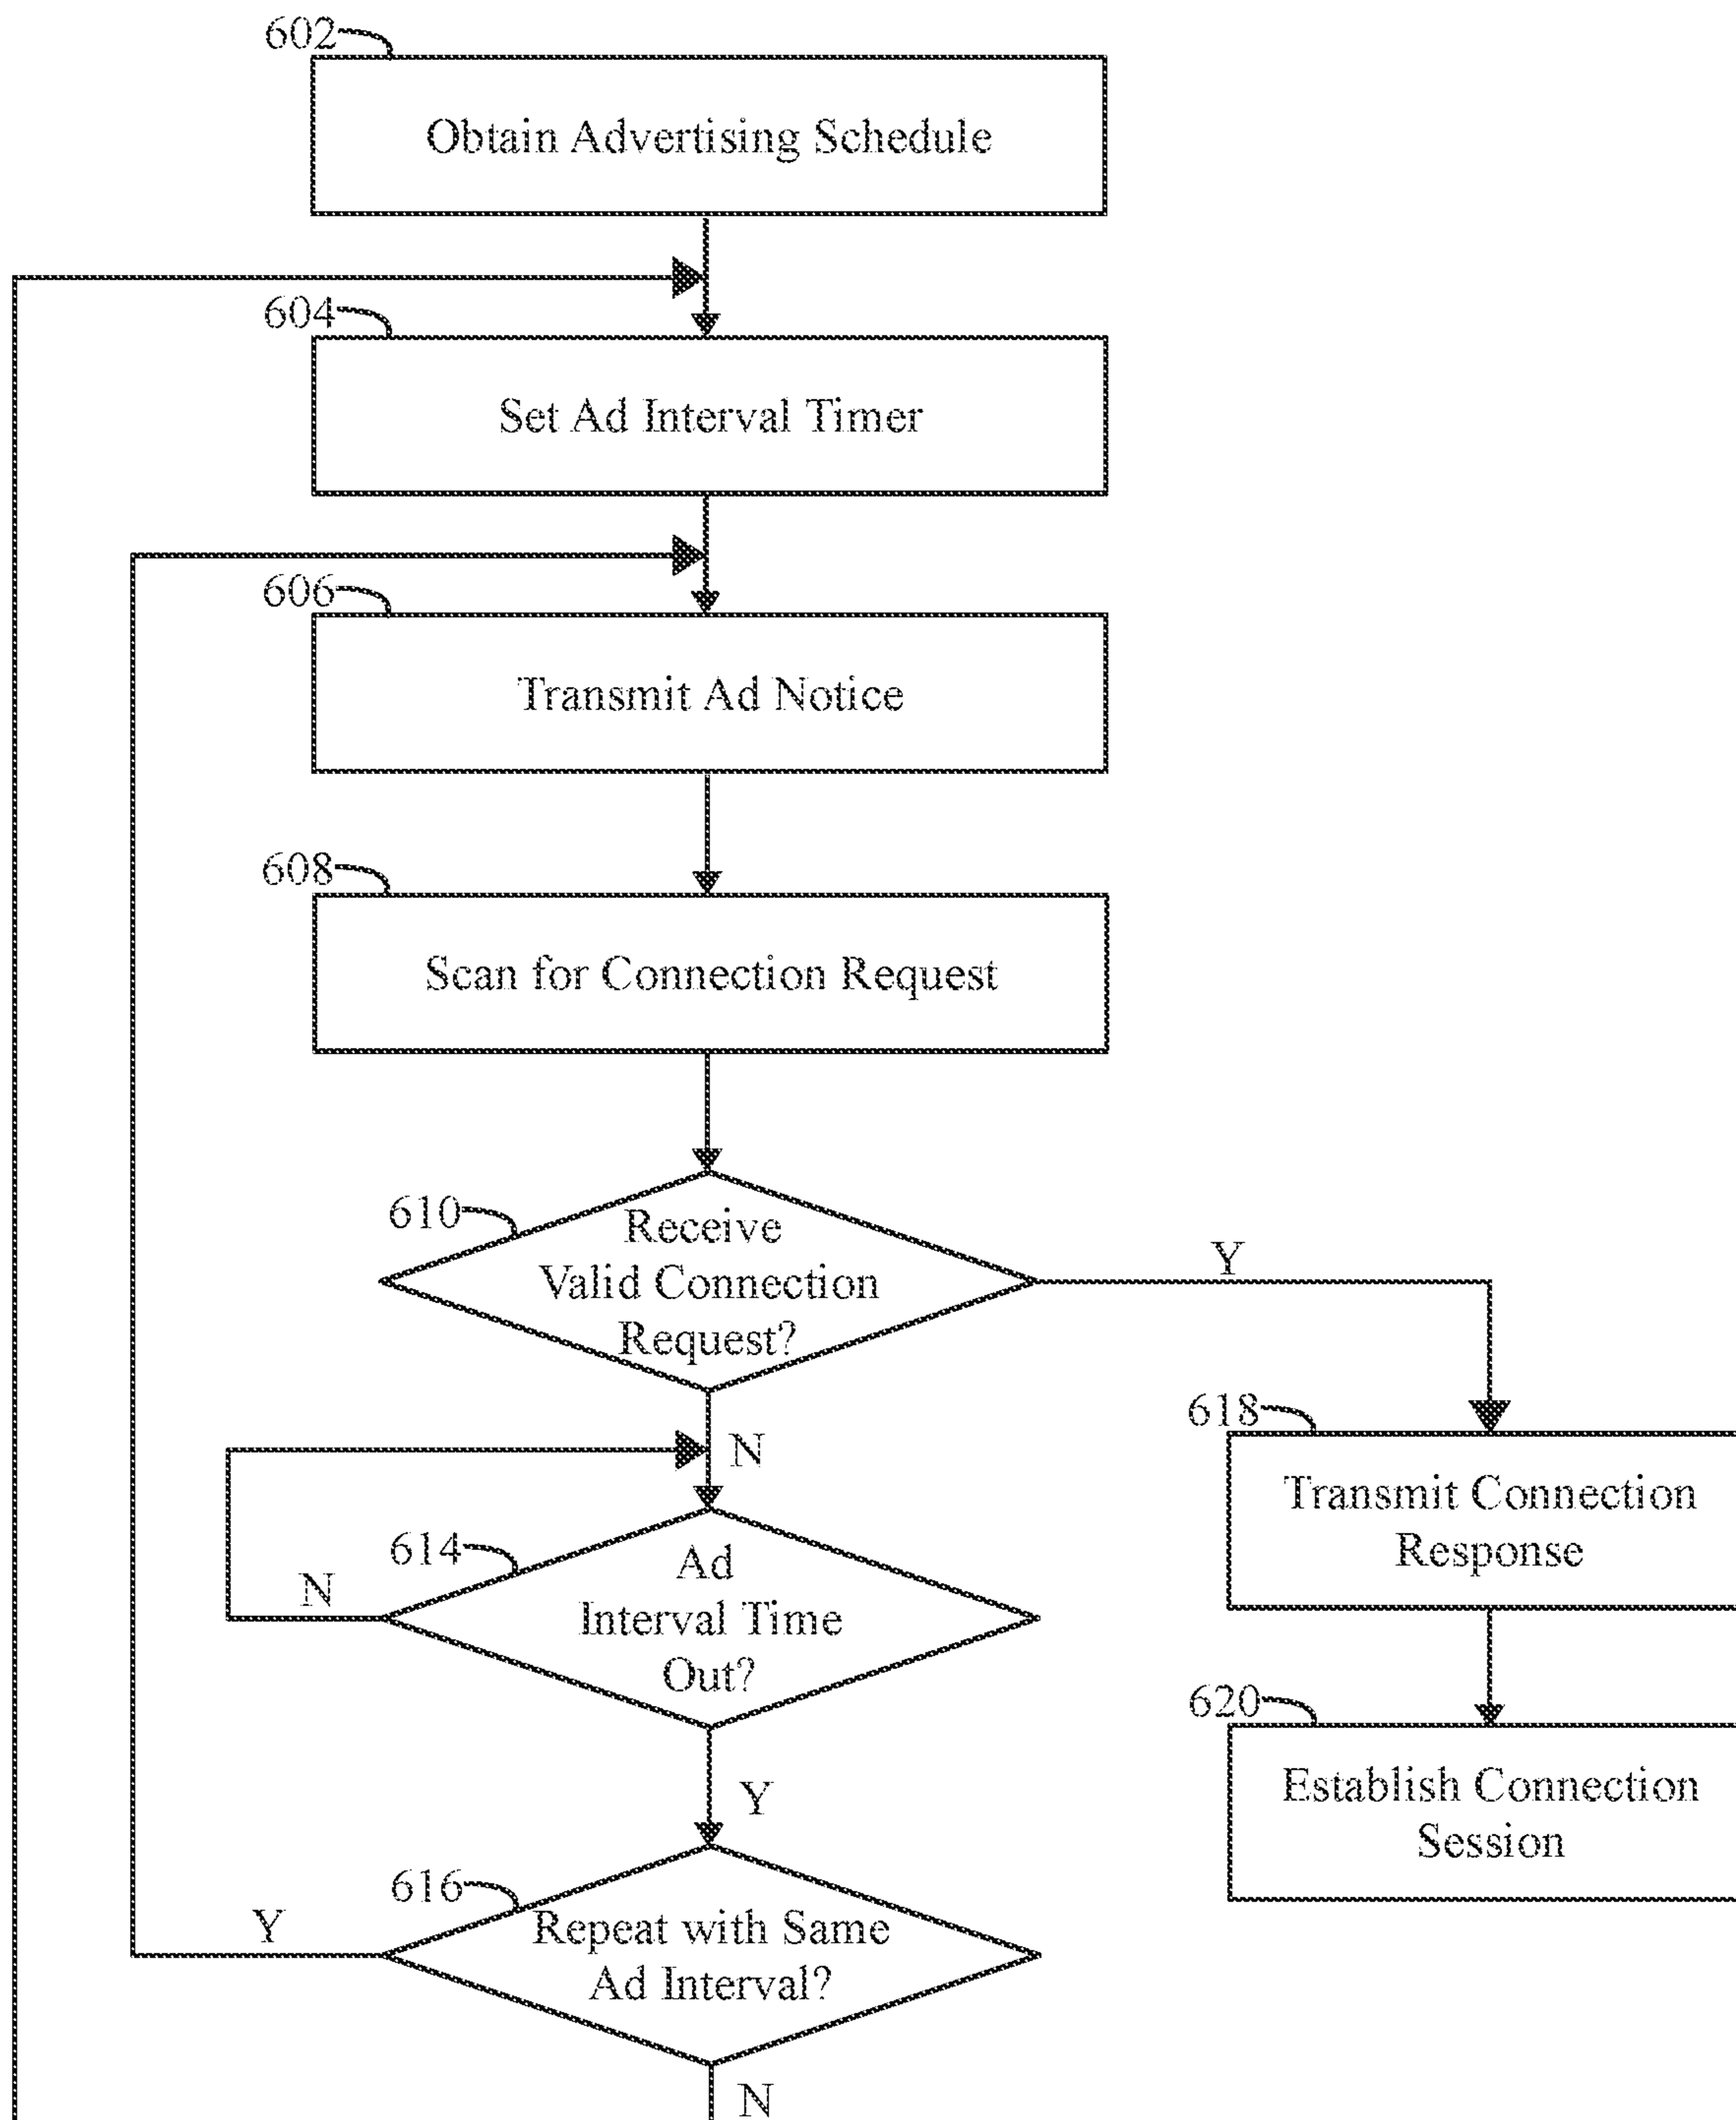 602
Obtain Advertising Schedule
604
Set Ad Interval Timer
606
Transmit Ad Notice
608
Scan for Connection Request
610
Receive
Valid Connection
Request?
Y
N
618
Transmit Connection
Response
614
Ad
Interval Time
Out?
N
Y
620
Establish Connection
Session
616
Repeat with Same
Ad Interval?
Y
N